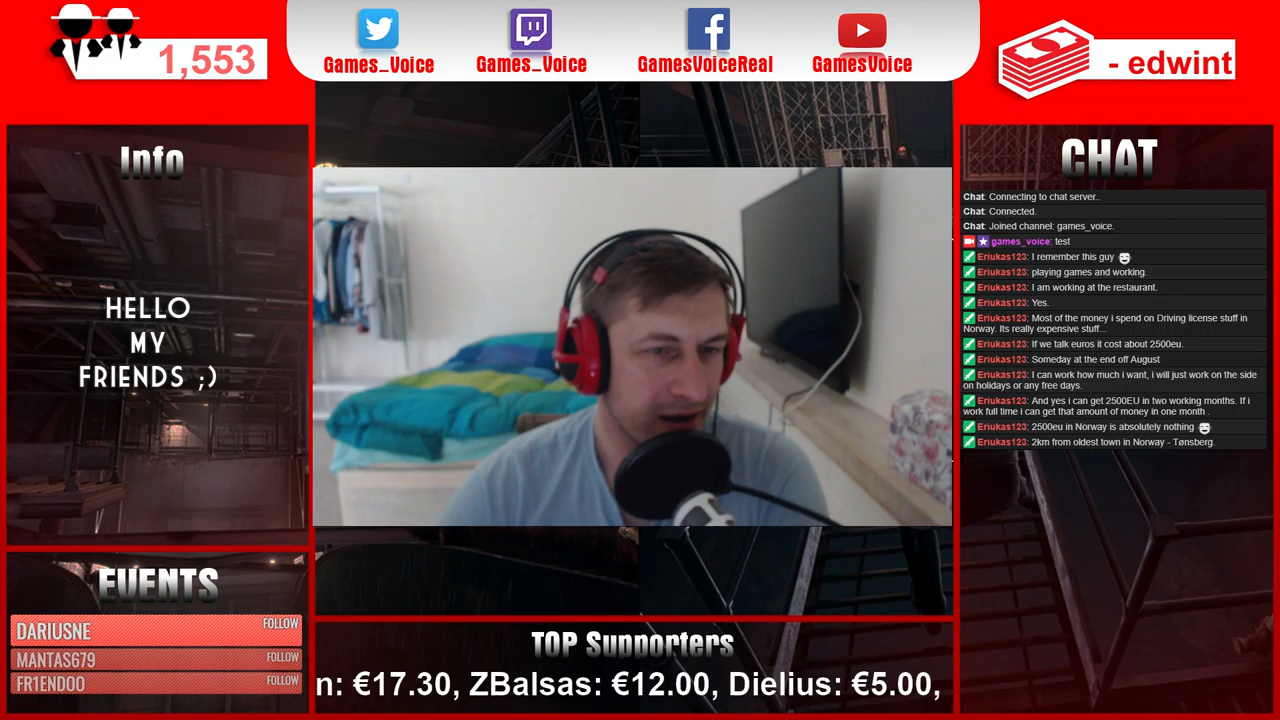 1,553
Games_Voice
Games_Voice
GamesVoiceReal
GamesVoice
- edwint
Info
HELLO
MY
FRIENDS ;)
EVENTS
DARIUSNE FOLLOW
MANTAS679 FOLLOW
FR1ENDOO FOLLOW
TOP Supporters
n: €17.30, ZBalsas: €12.00, Dielius: €5.00,
CHAT
Chat: Connecting to chat server..
Chat: Connected.
Chat: Joined channel: games_voice.
games_voice: test
Eriukas123: I remember this guy
Eriukas123: playing games and working.
Eriukas123: I am working at the restaurant.
Eriukas123: Yes.
Eriukas123: Most of the money i spend on Driving license stuff in
Norway. Its really expensive stuff...
Eriukas123: If we talk euros it cost about 2500eu.
Eriukas123: Someday at the end off August
Eriukas123: I can work how much i want, i will just work on the side
on holidays or any free days.
Eriukas123: And yes i can get 2500EU in two working months. If i
work full time i can get that amount of money in one month .
Eriukas123: 2500eu in Norway is absolutely nothing
Eriukas123: 2km from oldest town in Norway - Tønsberg.